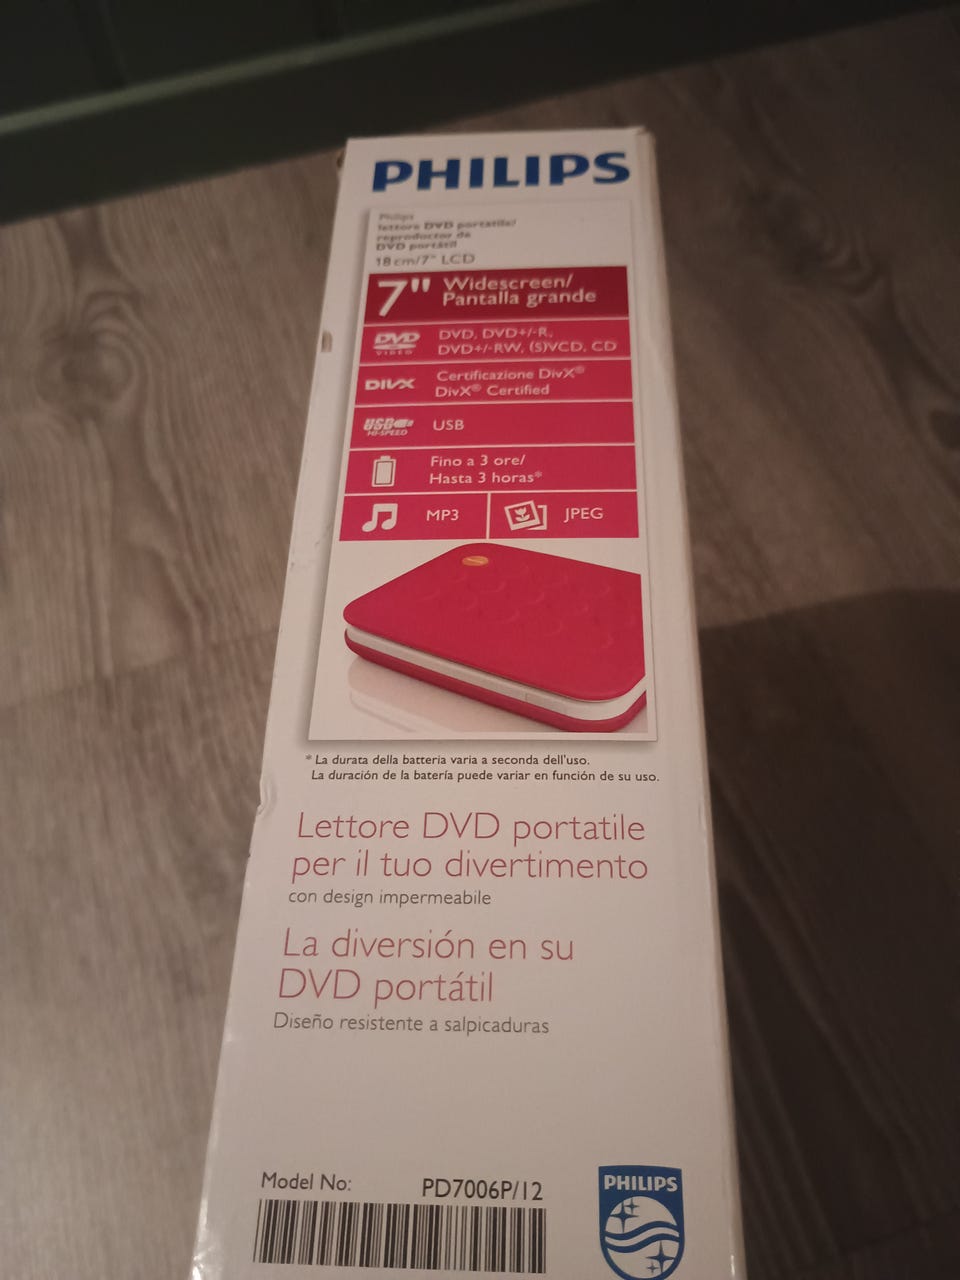 PHILIPS
Philips
lettore DVD portatile/
reproductor de
DVD portátil
18 cm/7" LCD
7" Widescreen/
Pantalla grande
DVD VIDEO
DVD, DVD+/-R,
DVD+/-RW, (S)VCD, CD
DIVX
Certificazione DivX®
DivX® Certified
USB HI-SPEED
USB
Fino a 3 ore/
Hasta 3 horas*
MP3
JPEG
* La durata della batteria varia a seconda dell'uso.
La duración de la batería puede variar en función de su uso.
Lettore DVD portatile
per il tuo divertimento
con design impermeabile
La diversión en su
DVD portátil
Diseño resistente a salpicaduras
Model No: PD7006P/12
PHILIPS